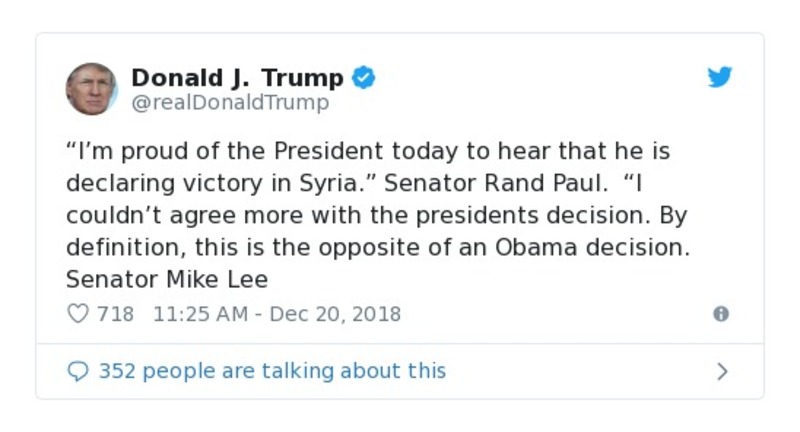 Donald J. Trump
@realDonaldTrump
“I’m proud of the President today to hear that he is
declaring victory in Syria.” Senator Rand Paul.  “I
couldn’t agree more with the presidents decision. By
definition, this is the opposite of an Obama decision.
Senator Mike Lee
718 11:25 AM - Dec 20, 2018
352 people are talking about this